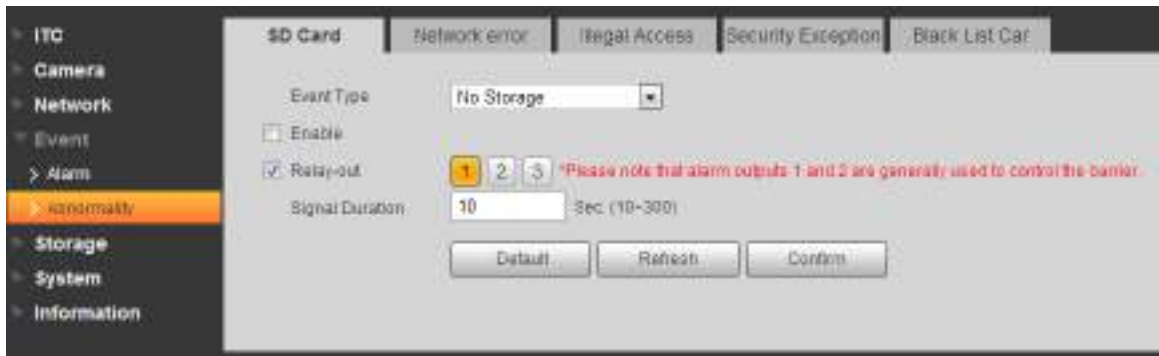 ITC
Camera
Network
Event
Alarm
Abnormality
Storage
System
Information
SD Card
Network error
Illegal Access
Security Exception
Black List Car
Event Type
No Storage
Enable
Relay-out
1 2 3 *Please note that alarm outputs 1 and 2 are generally used to control the barrier.
Signal Duration
10
Sec. (10~300)
Default
Refresh
Confirm